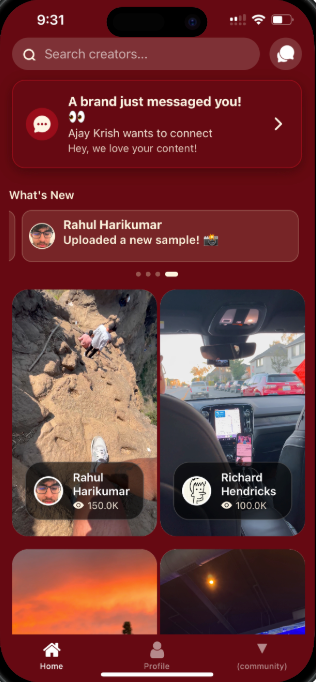 9:31
Search creators...
A brand just messaged you!
👀
Ajay Krish wants to connect
Hey, we love your content!
What's New
Rahul Harikumar
Uploaded a new sample! 📸
Rahul
Harikumar
150.0K
Richard
Hendricks
100.0K
Home
Profile
(community)